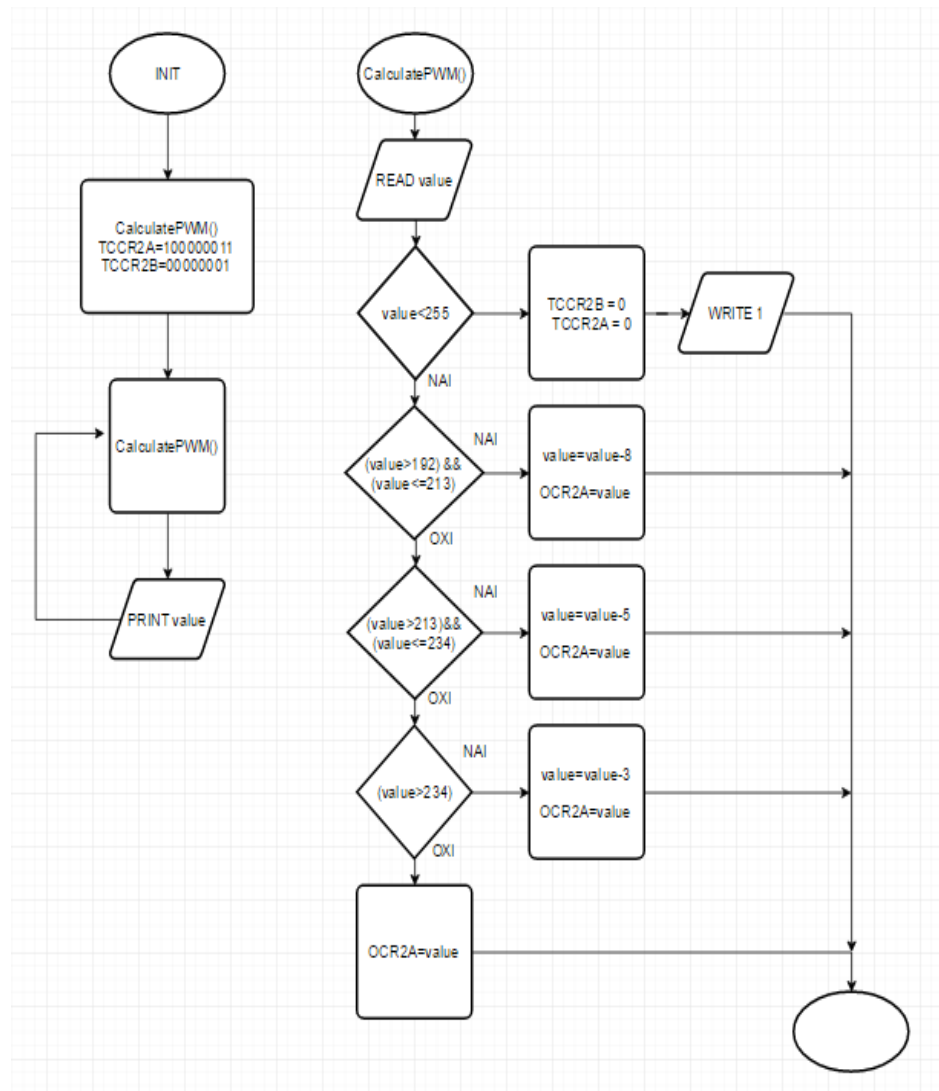 INIT
CalculatePWM()
TCCR2A=100000011
TCCR2B=00000001
CalculatePWM()
PRINT value
CalculatePWM()
READ value
value<255
TCCR2B = 0
TCCR2A = 0
WRITE 1
NAI
(value>192) &&
(value<=213)
NAI
value=value-8
OCR2A=value
OXI
(value>213)&&
(value<=234)
NAI
value=value-5
OCR2A=value
OXI
(value>234)
NAI
value=value-3
OCR2A=value
OXI
OCR2A=value